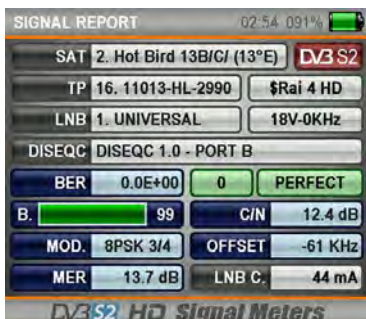 SIGNAL REPORT 02:54 091%
SAT 2. Hot Bird 13B/C/ (13°E) DVB S2
TP 16. 11013-HL-2990 $Rai 4 HD
LNB 1. UNIVERSAL 18V-0KHz
DISEQC DISEQC 1.0 - PORT B
BER 0.0E+00 0 PERFECT
B. 99 C/N 12.4 dB
MOD. 8PSK 3/4 OFFSET -61 KHz
MER 13.7 dB LNB C. 44 mA
DVB S2 HD Signal Meters